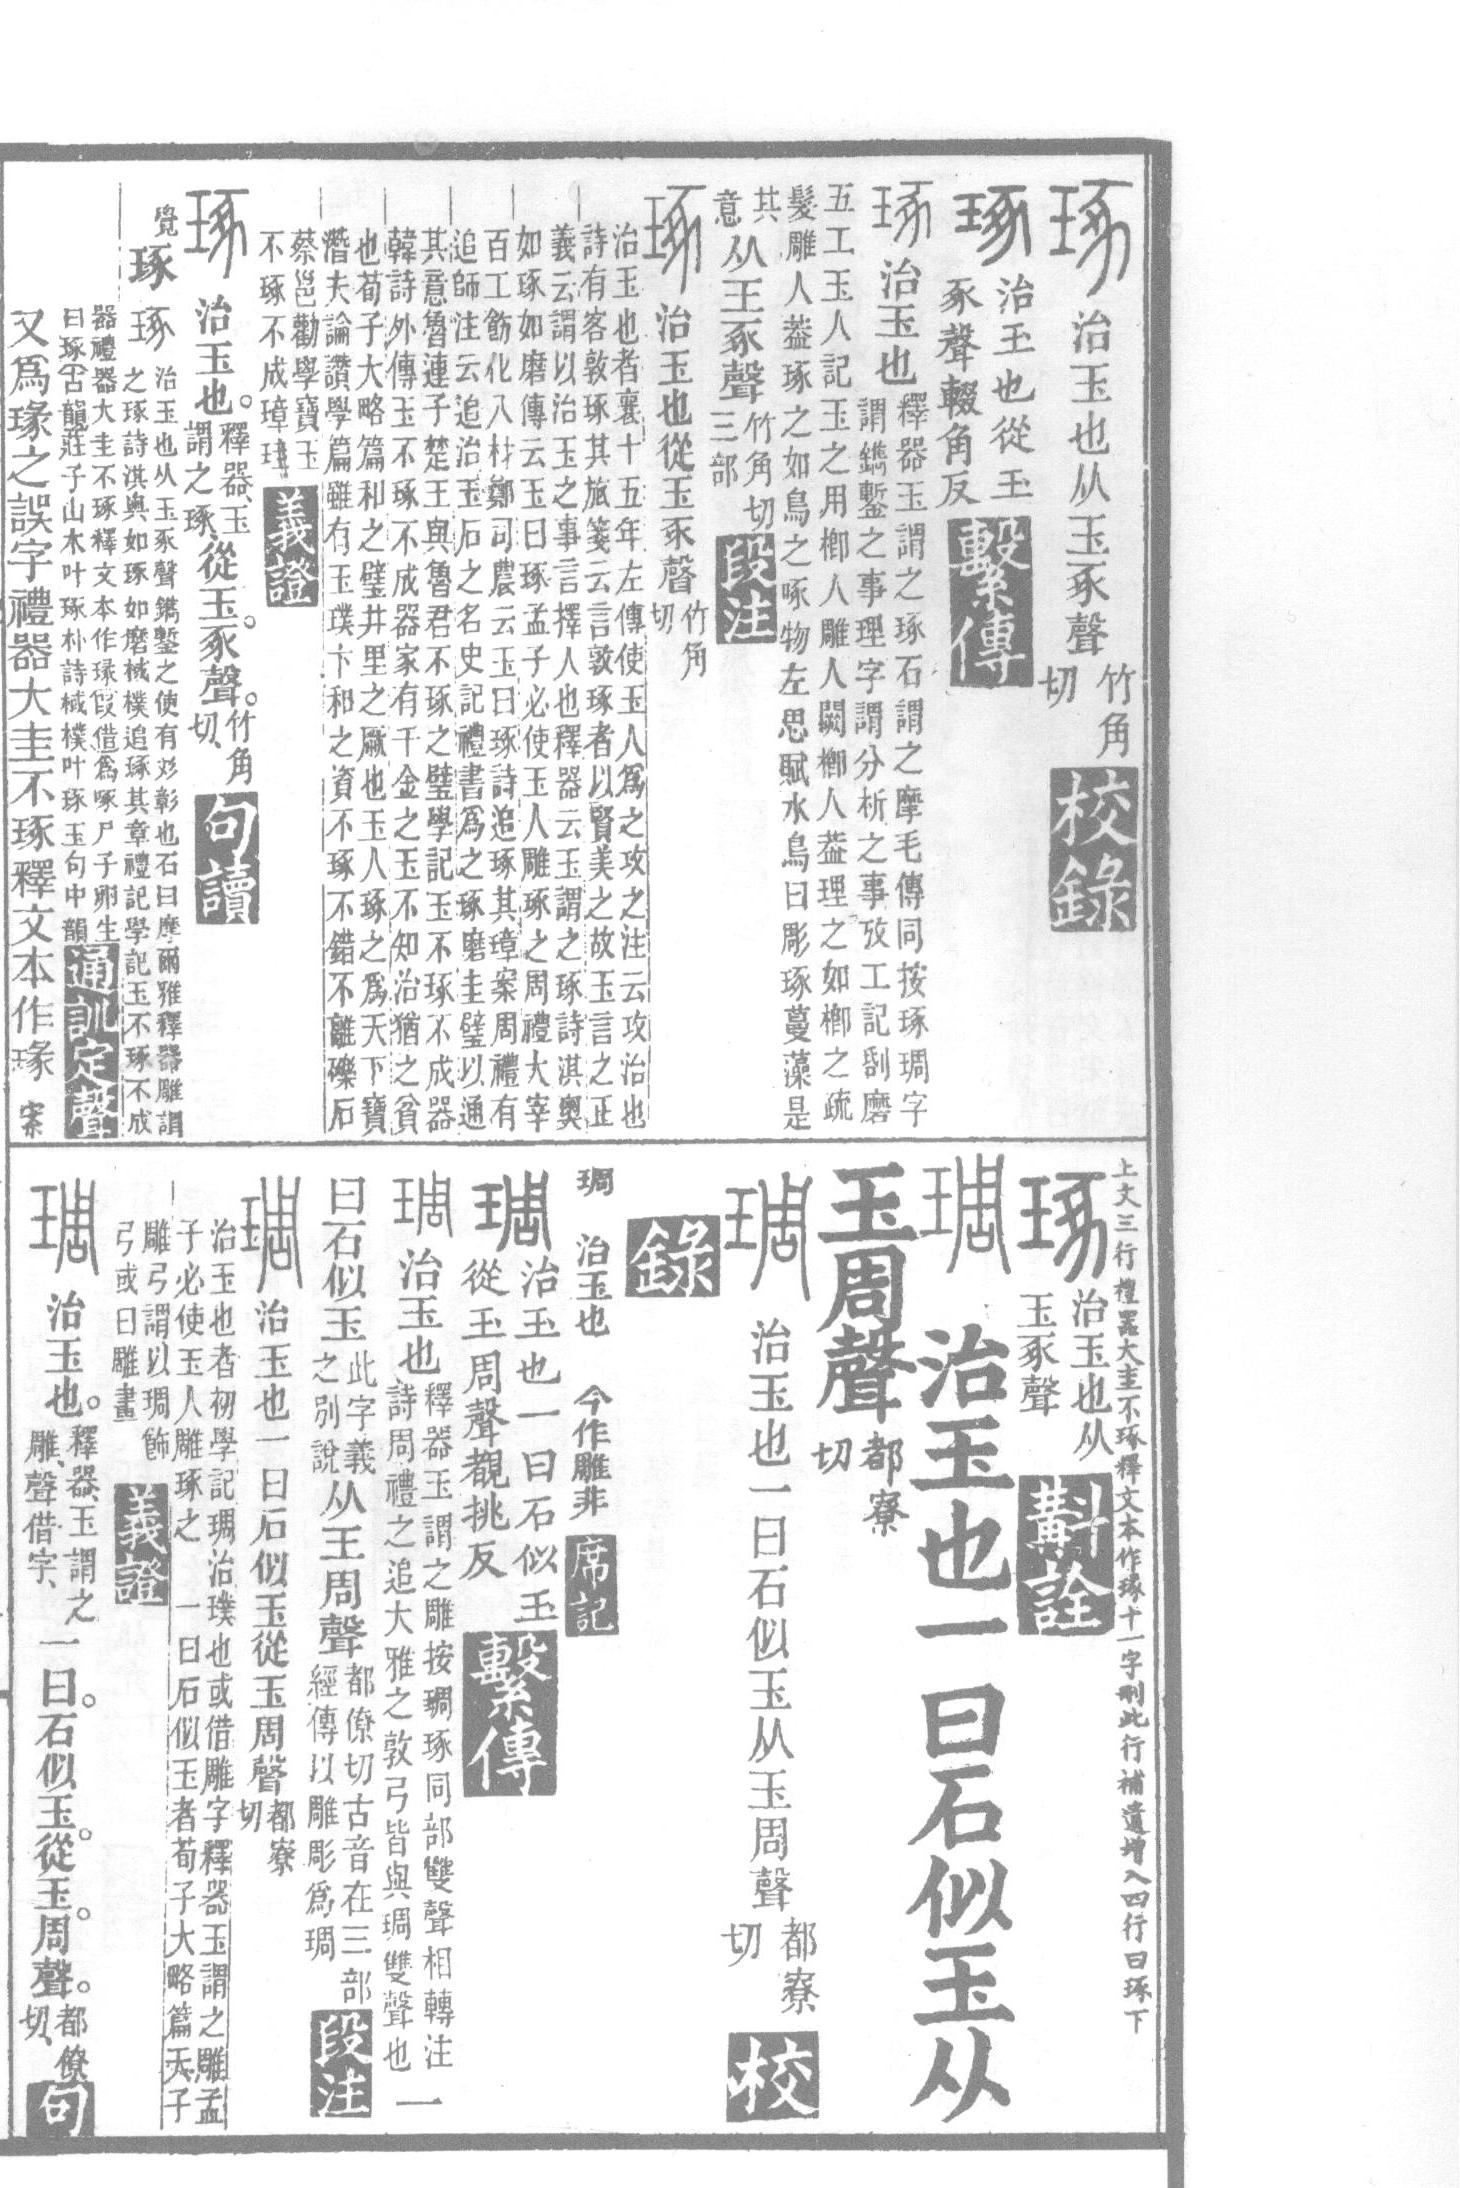 琢 治玉也从玉豖聲 竹角切 校錄
琢 治玉也從玉豖聲輟角反 繫傳
琢 治玉也 釋器玉謂之琢石謂之摩毛傳同按琢琱字
謂鐫鏨之事理字謂分析之事攷工記刮磨
五工玉人記玉之用楖人雕人闕楖人葢理之如楖之疏
髮雕人葢琢之如鳥之啄物左思賦水鳥曰彫琢蔓藻是
其意 从王豖聲 竹角切三部 段注
琢 治玉也從玉豖聲 竹角切
治玉也者襄十五年左傳使玉人爲之攻之注云攻治也
詩有客敦琢其旅箋云言敦琢者以賢美之故玉言之正
義云謂以治玉之事言擇人也釋器云玉謂之琢詩淇奧
如琢如磨傳云玉曰琢孟子必使玉人雕琢之周禮大宰
百工飭化八材鄭司農云玉曰琢詩追琢其璋案周禮有
追師注云追治玉石之名史記禮書爲之琢磨圭璧以通
其意魯連子楚王與魯君不琢之璧學記玉不琢不成器
韓詩外傳玉不琢不成器家有千金之玉不知治猶之貧
也荀子大略篇和之璧井里之厥也玉人琢之爲天下寶
潛夫論讚學篇雖有玉璞卞和之資不琢不錯不離礫石
蔡邕勸學寶玉
不琢不成璋 義證
琢 治玉也。釋器玉謂之琢、從玉。豖聲。竹角切、 句讀
覺 琢 琢 治玉也从玉豖聲鐫鏨之使有彣彰也石曰摩爾雅釋器雕謂
之琢詩淇奧如琢如磨棫樸追琢其章禮記學記玉不琢不成
器禮器大圭不琢釋文本作瑑叚借爲啄尸子卵生
曰琢古韻莊子山木叶琢朴詩棫樸叶琢玉句中韻 通訓定聲
又爲瑑之誤字禮器大圭不琢釋文本作瑑 案
上文三行禮器大圭不琢釋文本作瑑十一字刪此行補遺增入四行曰琢下
琢 治玉也从玉豖聲 斠詮
琱 治玉也一曰石似玉从
玉周聲 都寮切
琱 治玉也一曰石似玉从玉周聲 都寮切 校
錄
琱 治玉也 今作雕非 席記
琱 治玉也一曰石似玉從玉周聲覩挑反 繫傳
琱 治玉也 釋器玉謂之雕按琱琢同部雙聲相轉注
詩周禮之追大雅之敦弓皆與琱雙聲也 一
曰石似玉 此字義之別說 从王周聲 都僚切古音在三部
經傳以雕彫爲琱 段注
琱 治玉也一曰石似玉從玉周聲 都寮切
治玉也者初學記琱治璞也或借雕字釋器玉謂之雕孟
子必使玉人雕琢之 一曰石似玉者荀子大略篇天子
雕弓謂以琱飾
弓或曰雕畫 義證
琱 治玉也。釋器、玉謂之雕、聲借字、一曰。石似玉。從玉。周聲。都僚切、 句